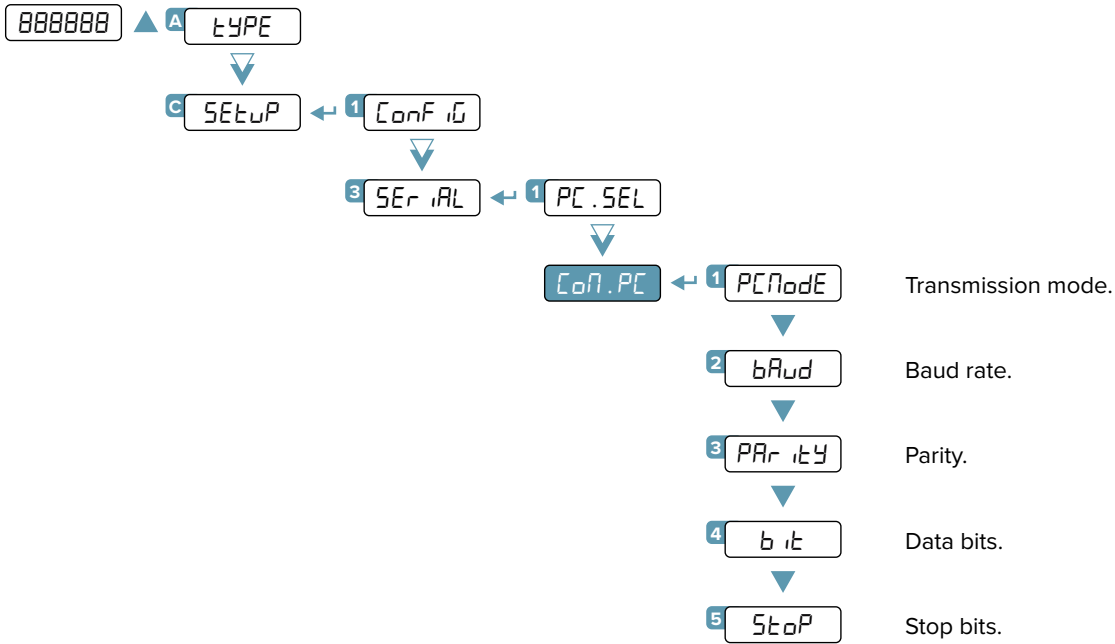 888888 A tYPE
C SEtuP 1 ConFiG
3 SEriAL 1 PC.SEL
CoM.PC 1 PCModE Transmission mode.
2 bAud Baud rate.
3 PAritY Parity.
4 bit Data bits.
5 StoP Stop bits.